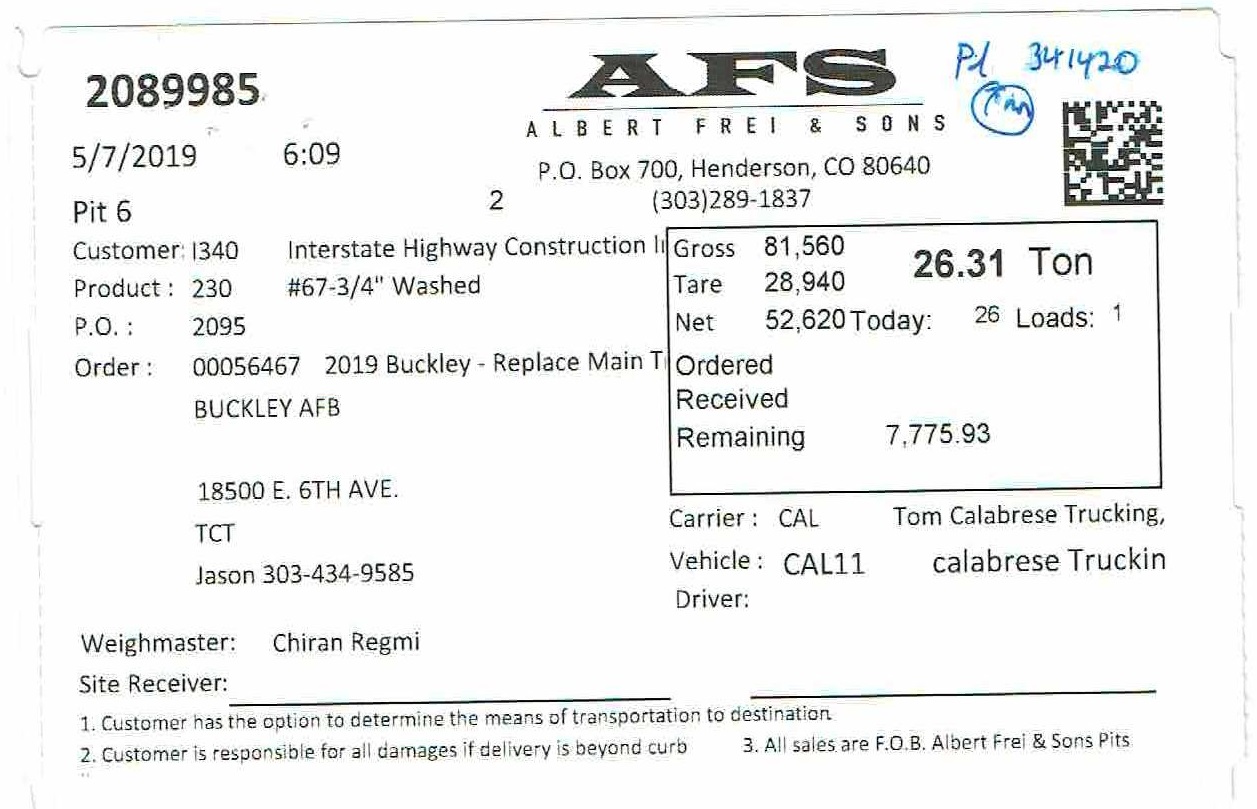 2089985
AFS
P1 341420
ALBERT FREI & SONS
5/7/2019 6:09
P.O. Box 700, Henderson, CO 80640
Pit 6 2 (303)289-1837
Customer: I340 Interstate Highway Construction I
Gross 81,560 26.31 Ton
Product : 230 #67-3/4" Washed
Tare 28,940
P.O. : 2095
Net 52,620 Today: 26 Loads: 1
Order : 00056467 2019 Buckley - Replace Main T
Ordered
BUCKLEY AFB
Received
Remaining 7,775.93
18500 E. 6TH AVE.
Carrier : CAL Tom Calabrese Trucking,
TCT
Vehicle : CAL11 calabrese Truckin
Jason 303-434-9585
Driver:
Weighmaster: Chiran Regmi
Site Receiver:
1. Customer has the option to determine the means of transportation to destination
2. Customer is responsible for all damages if delivery is beyond curb 3. All sales are F.O.B. Albert Frei & Sons Pits